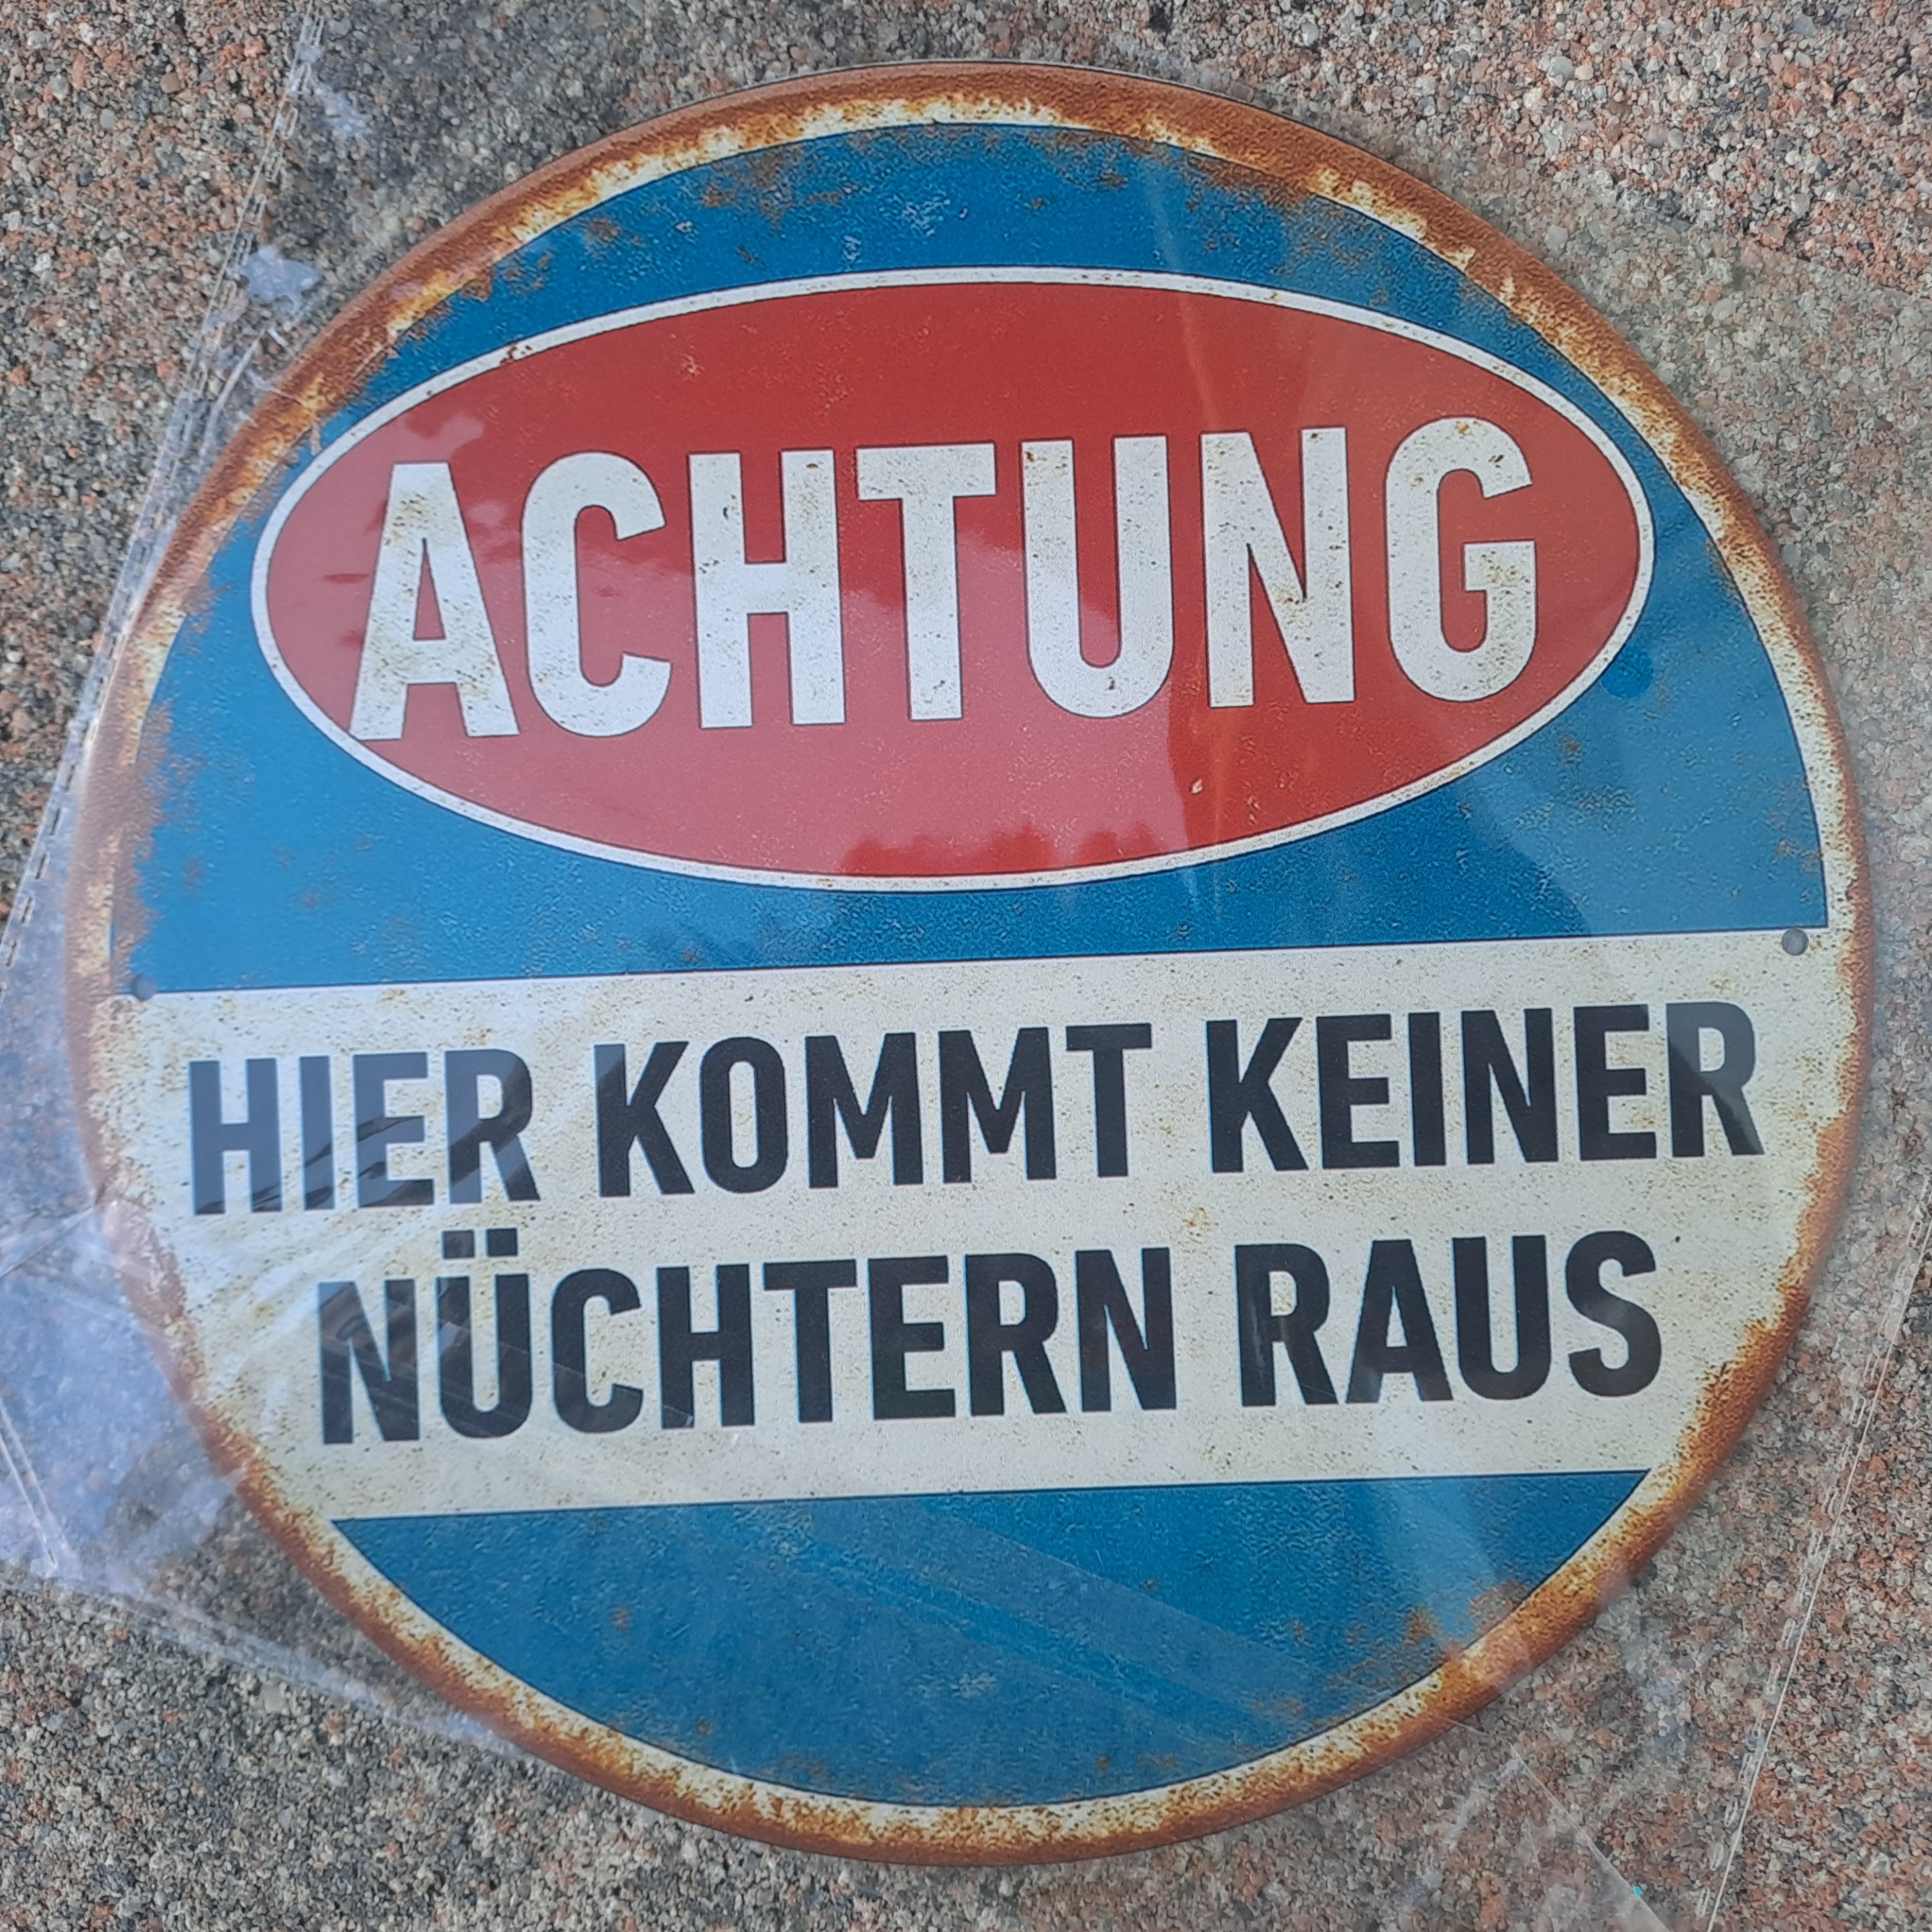 ACHTUNG
HIER KOMMT KEINER
NÜCHTERN RAUS